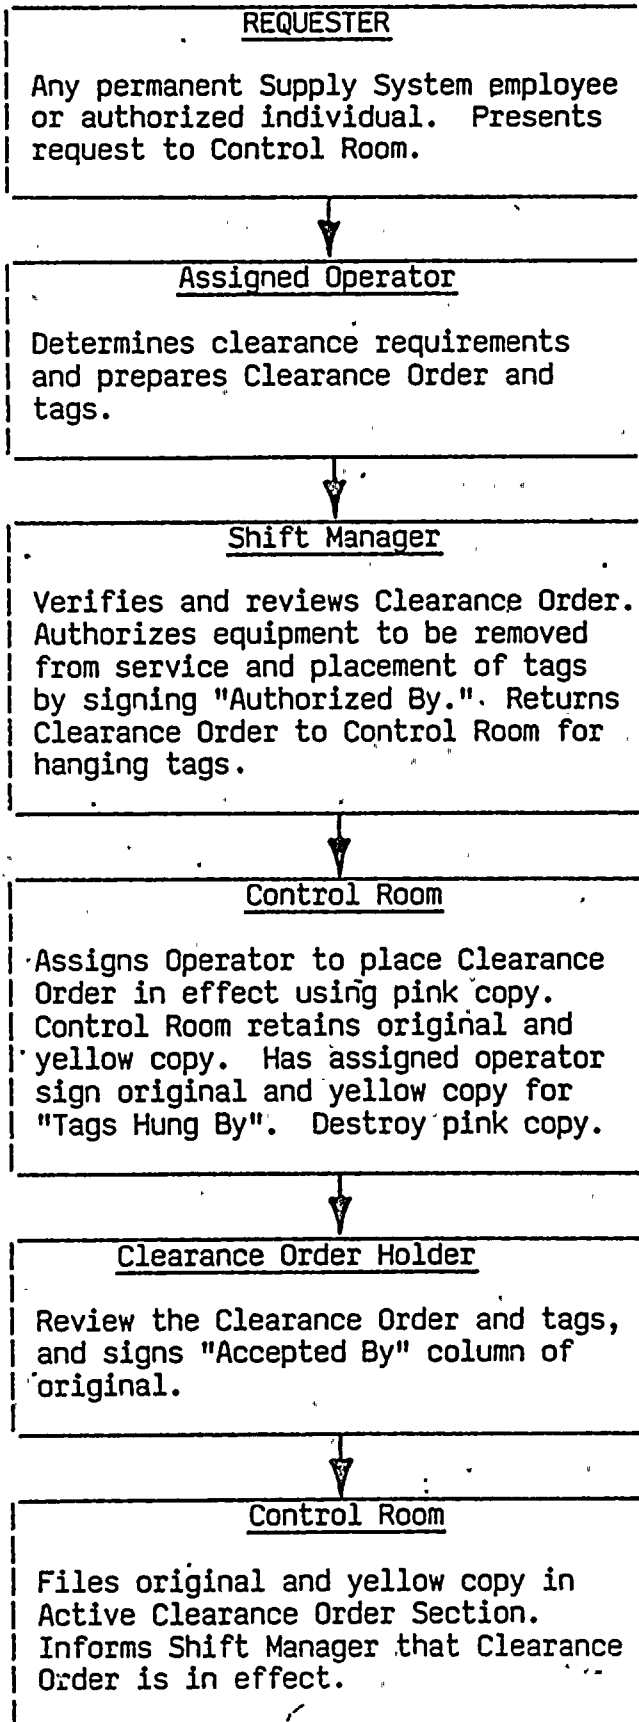 REQUESTER
Any permanent Supply System employee
or authorized individual. Presents
request to Control Room.
Assigned Operator
Determines clearance requirements
and prepares Clearance Order and
tags.
Shift Manager
Verifies and reviews Clearance Order.
Authorizes equipment to be removed
from service and placement of tags
by signing "Authorized By.". Returns
Clearance Order to Control Room for
hanging tags.
Control Room
Assigns Operator to place Clearance
Order in effect using pink copy.
Control Room retains original and
yellow copy. Has assigned operator
sign original and yellow copy for
"Tags Hung By". Destroy pink copy.
Clearance Order Holder
Review the Clearance Order and tags,
and signs "Accepted By" column of
original.
Control Room
Files original and yellow copy in
Active Clearance Order Section.
Informs Shift Manager that Clearance
Order is in effect.